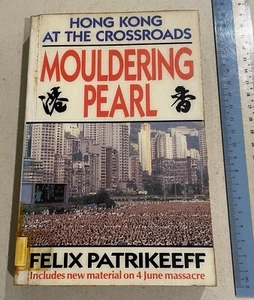 HONG KONG
AT THE CROSSROADS
MOULDERING
PEARL
港 香
FELIX PATRIKEEFF
Includes new material on 4 June massacre